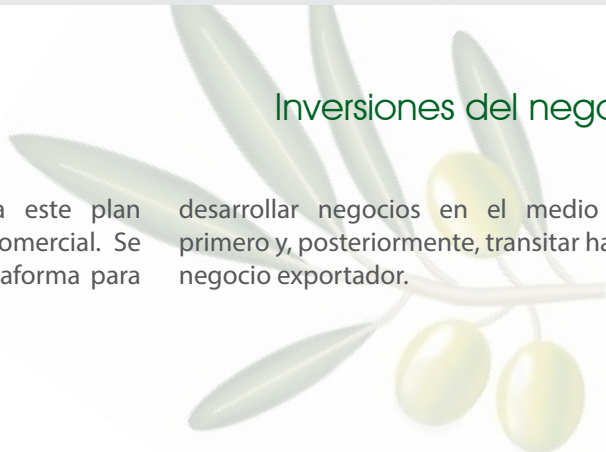 Inversiones del nego
a este plan
omercial. Se
aforma para
desarrollar negocios en el medio
primero y, posteriormente, transitar ha
negocio exportador.